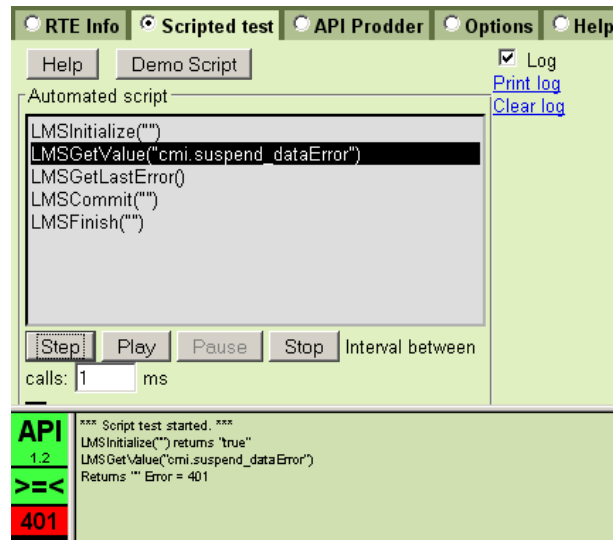 RTE Info Scripted test API Prodder Options Help
Help Demo Script
Log
Print log
Clear log
Automated script
LMSInitialize("")
LMSGetValue("cmi.suspend_dataError")
LMSGetLastError()
LMSCommit("")
LMSFinish("")
Step Play Pause Stop Interval between
calls: 1 ms
API
1.2
>=<
401
*** Script test started. ***
LMSInitialize("") returns "true"
LMSGetValue("cmi.suspend_dataError")
Returns "" Error = 401